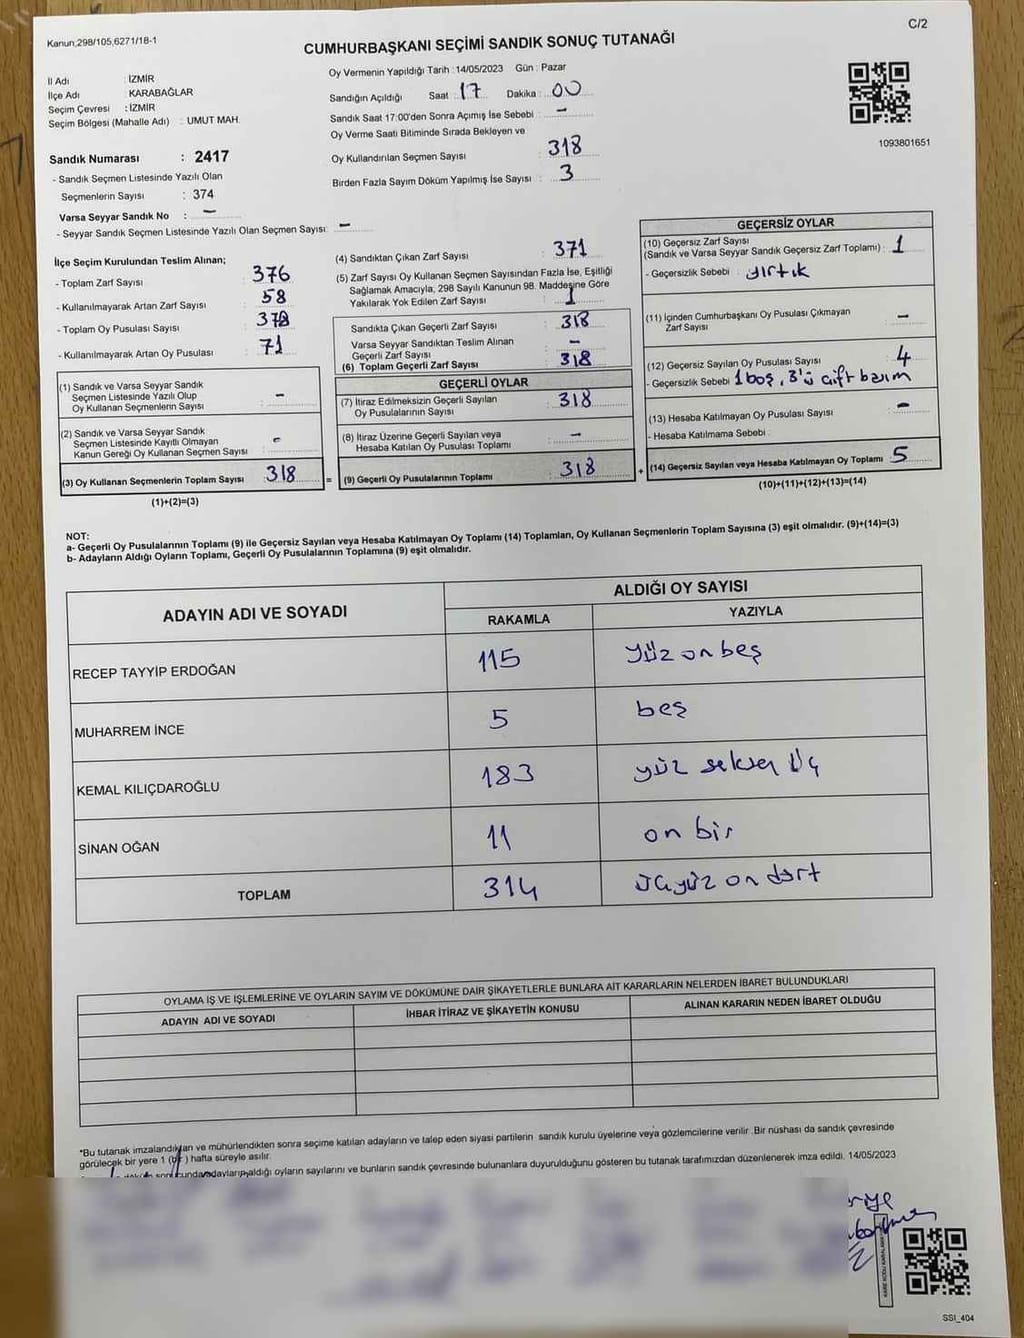 Kanun,298/105,6271/18-1
C/2
CUMHURBAŞKANI SEÇİMİ SANDIK SONUÇ TUTANAĞI
İl Adı : İZMİR
İlçe Adı : KARABAĞLAR
Seçim Çevresi : İZMİR
Seçim Bölgesi (Mahalle Adı) : UMUT MAH.
Sandık Numarası : 2417
- Sandık Seçmen Listesinde Yazılı Olan
Seçmenlerin Sayısı : 374
Varsa Seyyar Sandık No : –
- Seyyar Sandık Seçmen Listesinde Yazılı Olan Seçmen Sayısı: –
Oy Vermenin Yapıldığı Tarih : 14/05/2023 Gün : Pazar
Sandığın Açıldığı Saat : 17 Dakika : 00
Sandık Saat 17:00'den Sonra Açımış İse Sebebi : –
Oy Verme Saati Bitiminde Sırada Bekleyen ve
Oy Kullandırılan Seçmen Sayısı : 318
Birden Fazla Sayım Döküm Yapılmış İse Sayısı : 3
1093801651
İlçe Seçim Kurulundan Teslim Alınan;
- Toplam Zarf Sayısı : 376
- Kullanılmayarak Artan Zarf Sayısı : 58
- Toplam Oy Pusulası Sayısı
- Kullanılmayarak Artan Oy Pusulası : 71
(1) Sandık ve Varsa Seyyar Sandık
Seçmen Listesinde Yazılı Olup
Oy Kullanan Seçmenlerin Sayısı : –
(2) Sandık ve Varsa Seyyar Sandık
Seçmen Listesinde Kayıtlı Olmayan
Kanun Gereği Oy Kullanan Seçmen Sayısı : –
(3) Oy Kullanan Seçmenlerin Toplam Sayısı : 318
(1)+(2)=(3)
(4) Sandıktan Çıkan Zarf Sayısı : 371
(5) Zarf Sayısı Oy Kullanan Seçmen Sayısından Fazla İse, Eşitliği
Sağlamak Amacıyla, 298 Sayılı Kanunun 98. Maddesine Göre
Yakılarak Yok Edilen Zarf Sayısı : 1
Sandıkta Çıkan Geçerli Zarf Sayısı : 318
Varsa Seyyar Sandıktan Teslim Alınan
Geçerli Zarf Sayısı : –
(6) Toplam Geçerli Zarf Sayısı : 318
GEÇERLİ OYLAR
(7) İtiraz Edilmeksizin Geçerli Sayılan
Oy Pusulalarının Sayısı : 318
(8) İtiraz Üzerine Geçerli Sayılan veya
Hesaba Katılan Oy Pusulası Toplamı : –
= (9) Geçerli Oy Pusulalarının Toplamı : 318
GEÇERSİZ OYLAR
(10) Geçersiz Zarf Sayısı
(Sandık ve Varsa Seyyar Sandık Geçersiz Zarf Toplamı) : 1
- Geçersizlik Sebebi : yırtık
(11) İçinden Cumhurbaşkanı Oy Pusulası Çıkmayan
Zarf Sayısı : –
(12) Geçersiz Sayılan Oy Pusulası Sayısı : 4
- Geçersizlik Sebebi 1 boş, 3'ü çift basım
(13) Hesaba Katılmayan Oy Pusulası Sayısı : –
- Hesaba Katılmama Sebebi :
+ (14) Geçersiz Sayılan veya Hesaba Katılmayan Oy Toplamı : 5
(10)+(11)+(12)+(13)=(14)
NOT:
a- Geçerli Oy Pusulalarının Toplamı (9) ile Geçersiz Sayılan veya Hesaba Katılmayan Oy Toplamı (14) Toplamları, Oy Kullanan Seçmenlerin Toplam Sayısına (3) eşit olmalıdır. (9)+(14)=(3)
b- Adayların Aldığı Oyların Toplamı, Geçerli Oy Pusulalarının Toplamına (9) eşit olmalıdır.
ADAYIN ADI VE SOYADI
ALDIĞI OY SAYISI
RAKAMLA YAZIYLA
RECEP TAYYİP ERDOĞAN 115 yüz on beş
MUHARREM İNCE 5 beş
KEMAL KILIÇDAROĞLU 183 yüz seksen üç
SİNAN OĞAN 11 on bir
TOPLAM 314 üçyüz on dört
OYLAMA İŞ VE İŞLEMLERİNE VE OYLARIN SAYIM VE DÖKÜMÜNE DAİR ŞİKAYETLERLE BUNLARA AİT KARARLARIN NELERDEN İBARET BULUNDUKLARI
ADAYIN ADI VE SOYADI İHBAR İTİRAZ VE ŞİKAYETİN KONUSU ALINAN KARARIN NEDEN İBARET OLDUĞU
*Bu tutanak imzalandıktan ve mühürlendikten sonra seçime katılan adayların ve talep eden siyasi partilerin sandık kurulu üyelerine veya gözlemcilerine verilir .Bir nüshası da sandık çevresinde
görülecek bir yere 1 (bir) hafta süreyle asılır.
aldığı oyların sayılarını ve bunların sandık çevresinde bulunanlara duyurulduğunu gösteren bu tutanak tarafımızdan düzenlenerek imza edildi. 14/05/2023
SSI_404